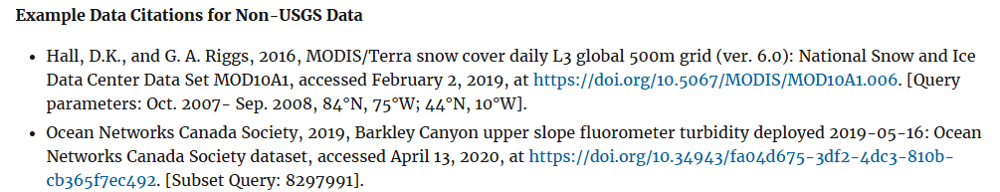 Example Data Citations for Non-USGS Data
• Hall, D.K., and G. A. Riggs, 2016, MODIS/Terra snow cover daily L3 global 500m grid (ver. 6.0): National Snow and Ice
Data Center Data Set MOD10A1, accessed February 2, 2019, at https://doi.org/10.5067/MODIS/MOD10A1.006. [Query
parameters: Oct. 2007- Sep. 2008, 84°N, 75°W; 44°N, 10°W].
• Ocean Networks Canada Society, 2019, Barkley Canyon upper slope fluorometer turbidity deployed 2019-05-16: Ocean
Networks Canada Society dataset, accessed April 13, 2020, at https://doi.org/10.34943/fa04d675-3df2-4dc3-810b-
cb365f7ec492. [Subset Query: 8297991].